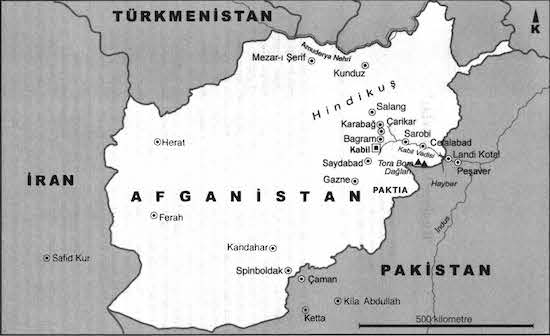 TÜRKMENİSTAN
K
Amuderya Nehri
Mezar-ı Şerif
Kunduz
Hindikuş
Salang
Karabağ
Çarikar
Bagram
Sarobi
Herat
Kabil
Kabil Vadisi
Celalabad
Landi Kotal
Saydabad
Tora Bora
Dağları
Peşaver
İRAN
Gazne
PAKTIA
Hayber
AFGANİSTAN
Ferah
Indus
Kandahar
Safid Kur
Spinboldak
Çaman
PAKİSTAN
Kila Abdullah
Ketta
500 kilometre